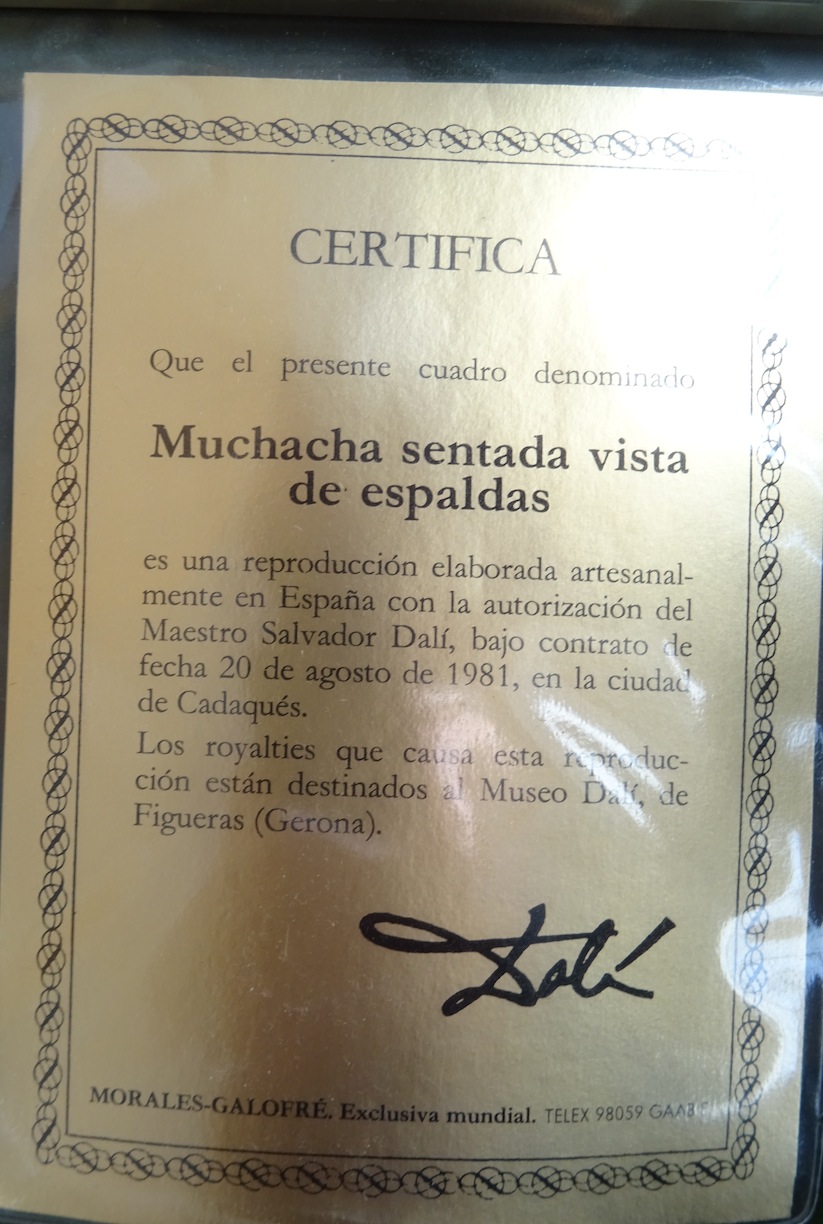 CERTIFICA
Que el presente cuadro denominado
Muchacha sentada vista
de espaldas
es una reproducción elaborada artesanal-
mente en España con la autorización del
Maestro Salvador Dalí, bajo contrato de
fecha 20 de agosto de 1981, en la ciudad
de Cadaqués.
Los royalties que causa esta reproduc-
ción están destinados al Museo Dalí, de
Figueras (Gerona).
Dalí
MORALES-GALOFRÉ. Exclusiva mundial. TELEX 98059 GAAB